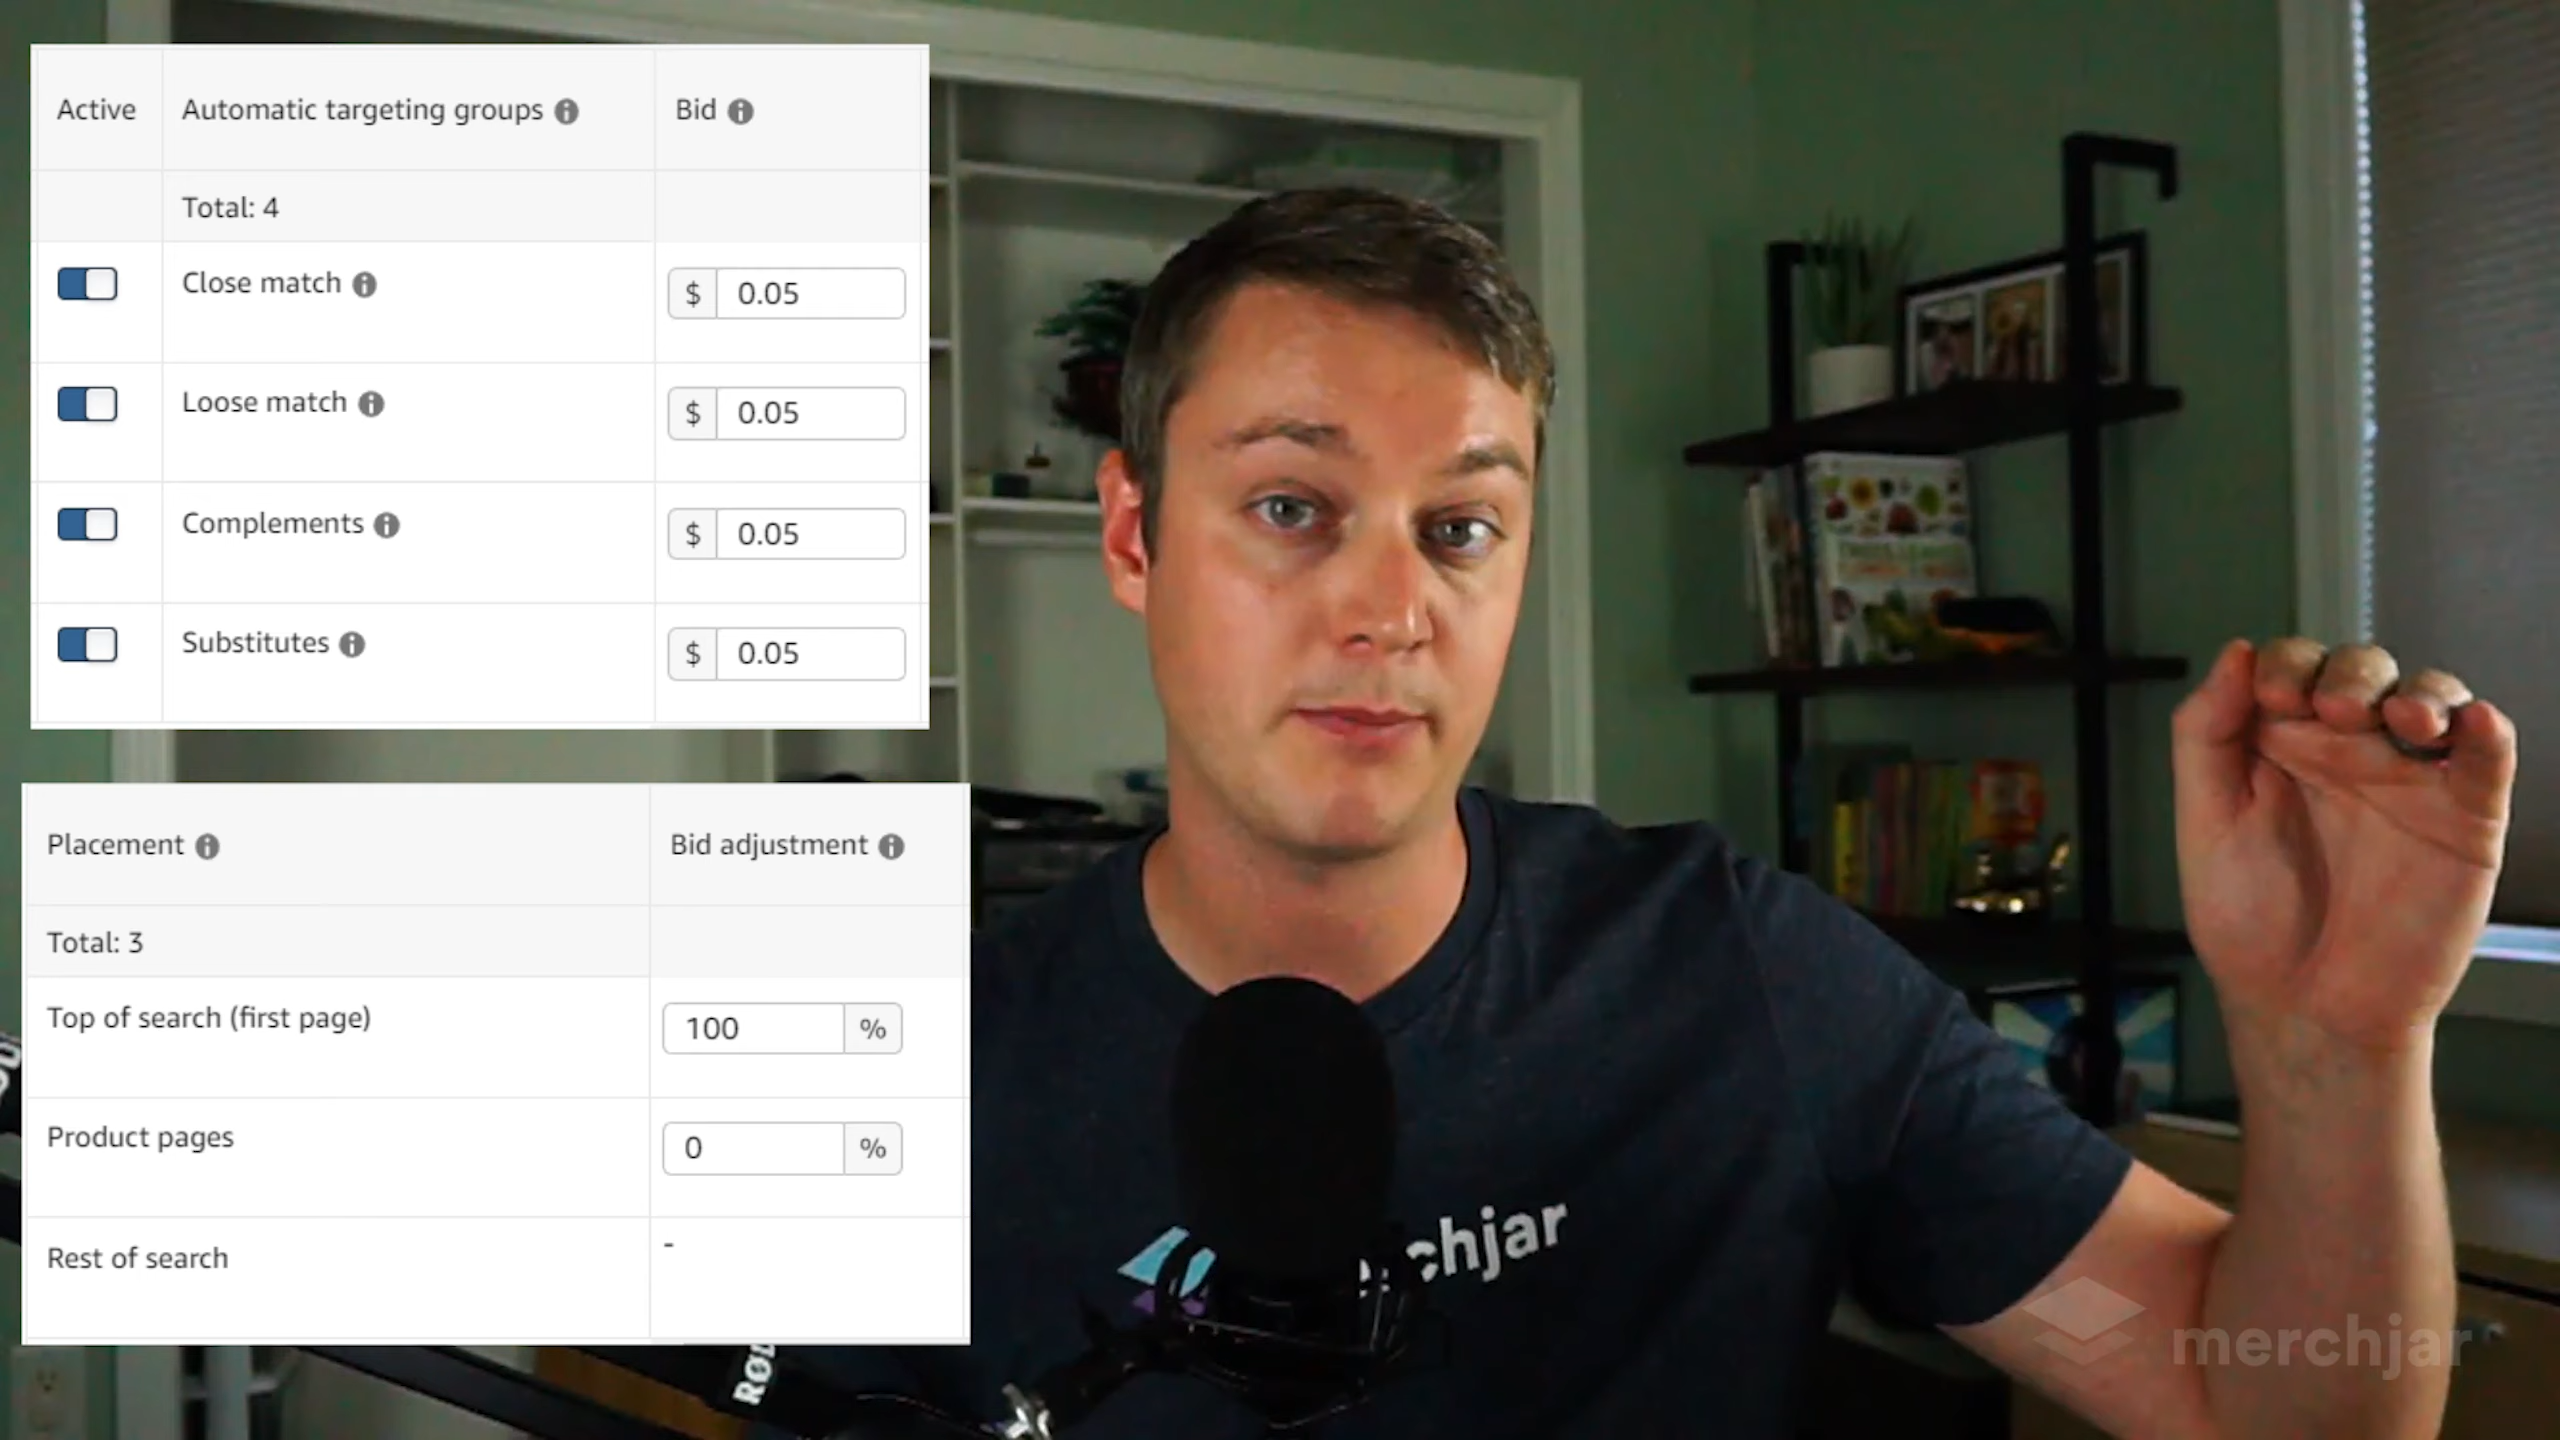 Active Automatic targeting groups Bid
Total: 4
Close match $ 0.05
Loose match $ 0.05
Complements $ 0.05
Substitutes $ 0.05
Placement Bid adjustment
Total: 3
Top of search (first page) 100 %
Product pages 0 %
Rest of search -
chjar
RØD
merchjar